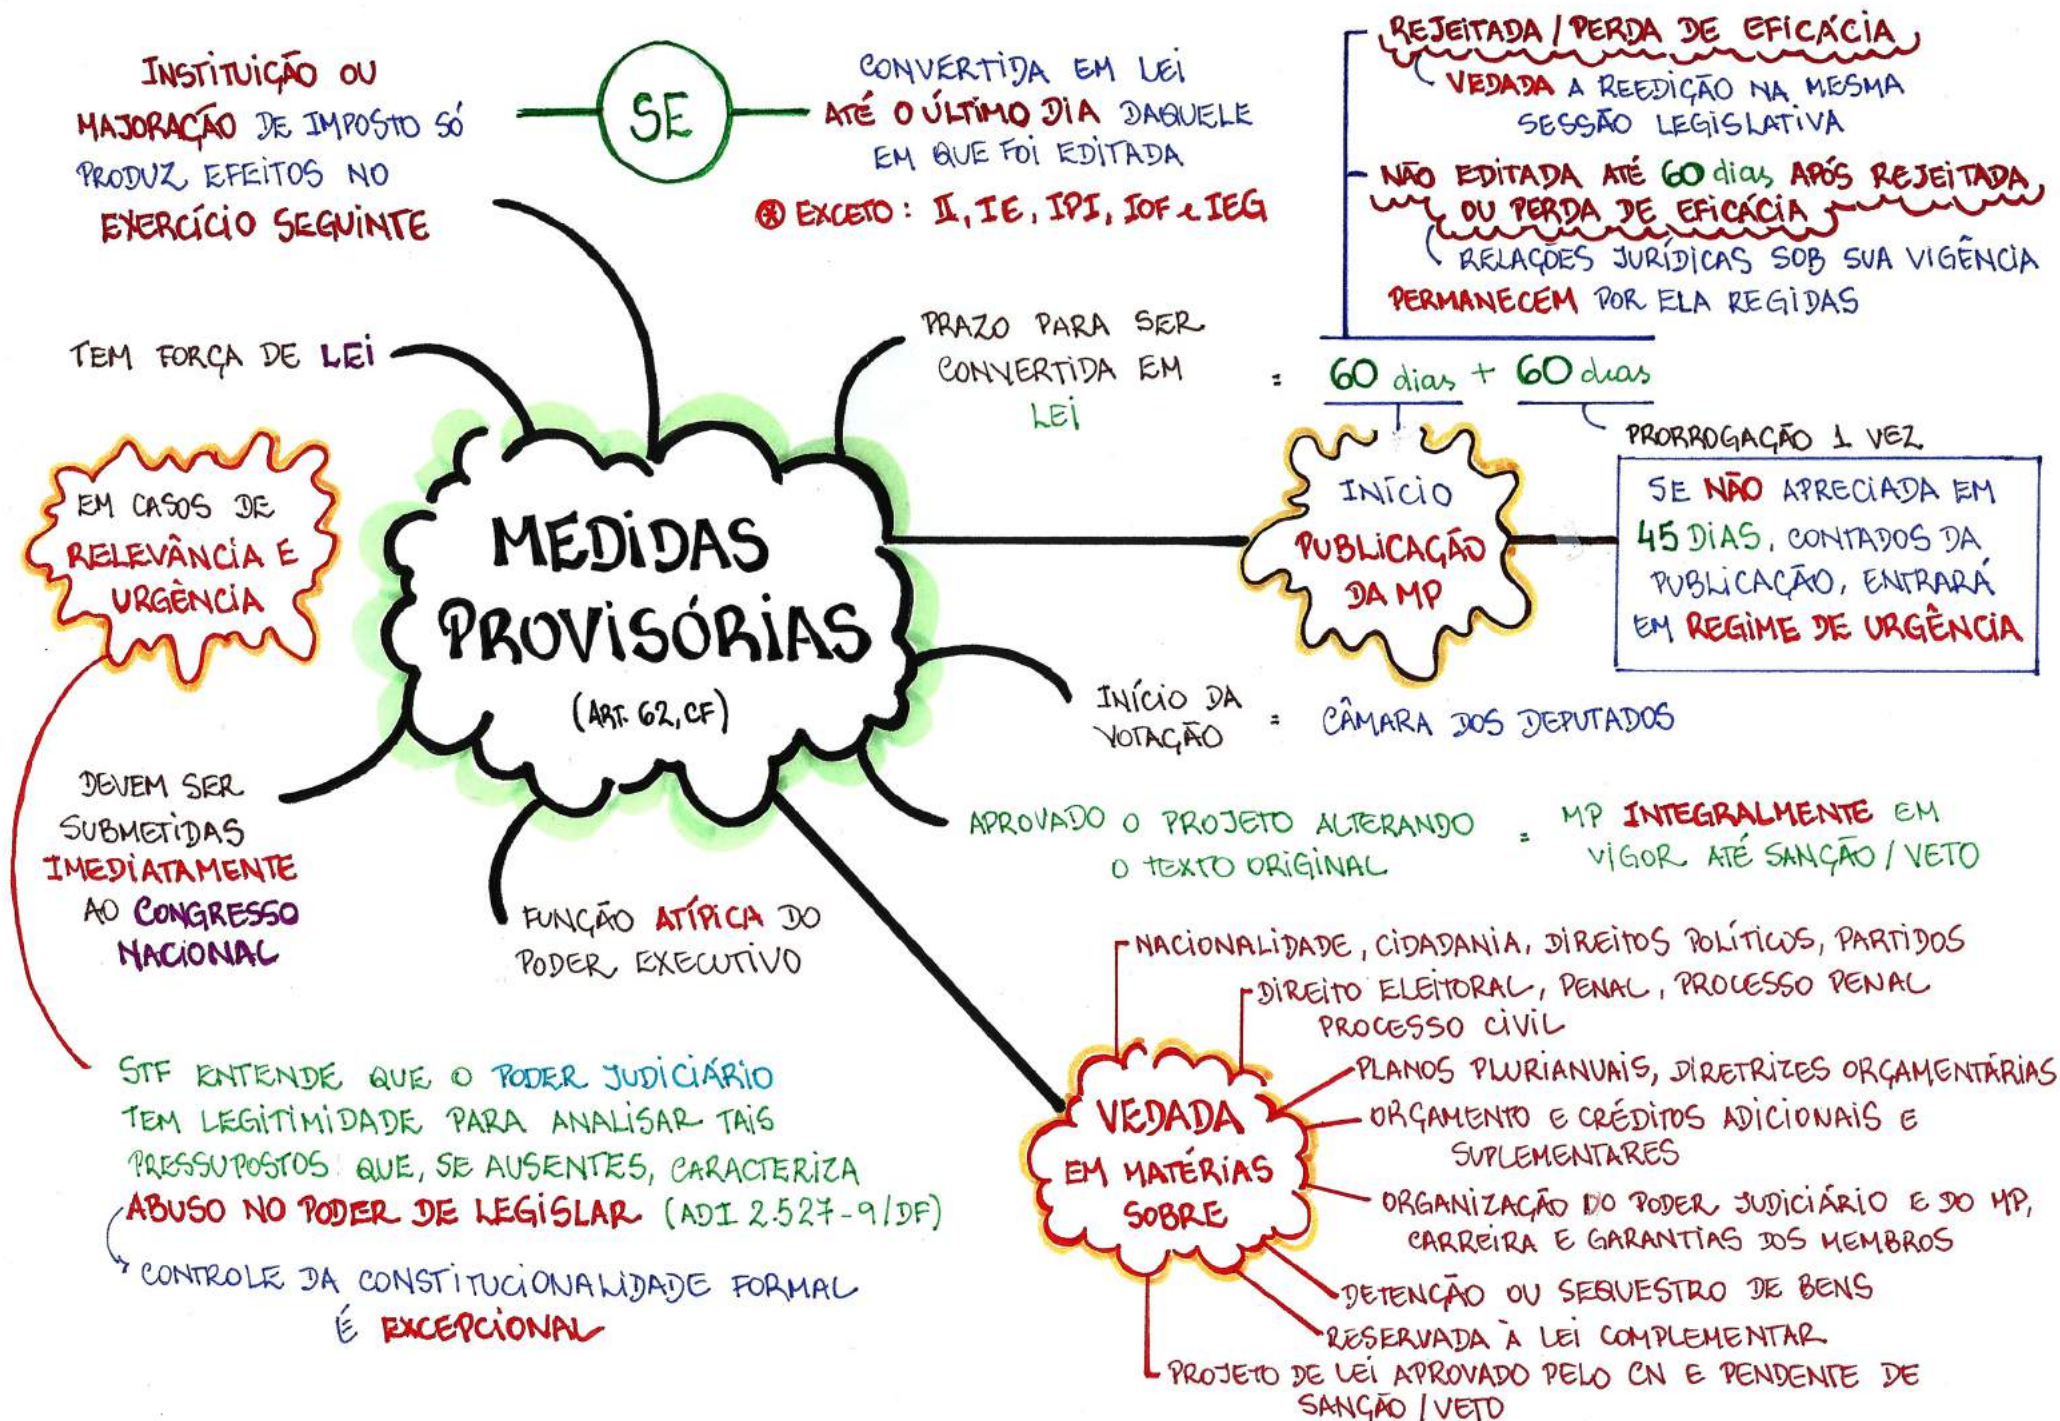 INSTITUIÇÃO OU
MAJORAÇÃO DE IMPOSTO SÓ
PRODUZ EFEITOS NO
EXERCÍCIO SEGUINTE
SE
CONVERTIDA EM LEI
ATÉ O ÚLTIMO DIA DAQUELE
EM QUE FOI EDITADA
* EXCETO: II, IE, IPI, IOF e IEG
REJEITADA / PERDA DE EFICÁCIA
VEDADA A REEDIÇÃO NA MESMA
SESSÃO LEGISLATIVA
NÃO EDITADA ATÉ 60 dias APÓS REJEITADA
OU PERDA DE EFICÁCIA
RELAÇÕES JURÍDICAS SOB SUA VIGÊNCIA
PERMANECEM POR ELA REGIDAS
TEM FORÇA DE LEI
PRAZO PARA SER
CONVERTIDA EM
LEI
= 60 dias + 60 dias
PRORROGAÇÃO 1 VEZ
INÍCIO
PUBLICAÇÃO
DA MP
SE NÃO APRECIADA EM
45 DIAS, CONTADOS DA
PUBLICAÇÃO, ENTRARÁ
EM REGIME DE URGÊNCIA
EM CASOS DE
RELEVÂNCIA E
URGÊNCIA
MEDIDAS
PROVISÓRIAS
(ART. 62, CF)
INÍCIO DA
VOTAÇÃO
= CÂMARA DOS DEPUTADOS
DEVEM SER
SUBMETIDAS
IMEDIATAMENTE
AO CONGRESSO
NACIONAL
APROVADO O PROJETO ALTERANDO
O TEXTO ORIGINAL
= MP INTEGRALMENTE EM
VIGOR ATÉ SANÇÃO / VETO
FUNÇÃO ATÍPICA DO
PODER EXECUTIVO
STF ENTENDE QUE O PODER JUDICIÁRIO
TEM LEGITIMIDADE PARA ANALISAR TAIS
PRESSUPOSTOS QUE, SE AUSENTES, CARACTERIZA
ABUSO NO PODER DE LEGISLAR (ADI 2.527-9/DF)
CONTROLE DA CONSTITUCIONALIDADE FORMAL
É EXCEPCIONAL
VEDADA
EM MATÉRIAS
SOBRE
NACIONALIDADE, CIDADANIA, DIREITOS POLÍTICOS, PARTIDOS
DIREITO ELEITORAL, PENAL, PROCESSO PENAL
PROCESSO CIVIL
PLANOS PLURIANUAIS, DIRETRIZES ORÇAMENTÁRIAS
ORÇAMENTO E CRÉDITOS ADICIONAIS E
SUPLEMENTARES
ORGANIZAÇÃO DO PODER JUDICIÁRIO E DO MP,
CARREIRA E GARANTIAS DOS MEMBROS
DETENÇÃO OU SEQUESTRO DE BENS
RESERVADA À LEI COMPLEMENTAR
PROJETO DE LEI APROVADO PELO CN E PENDENTE DE
SANÇÃO / VETO